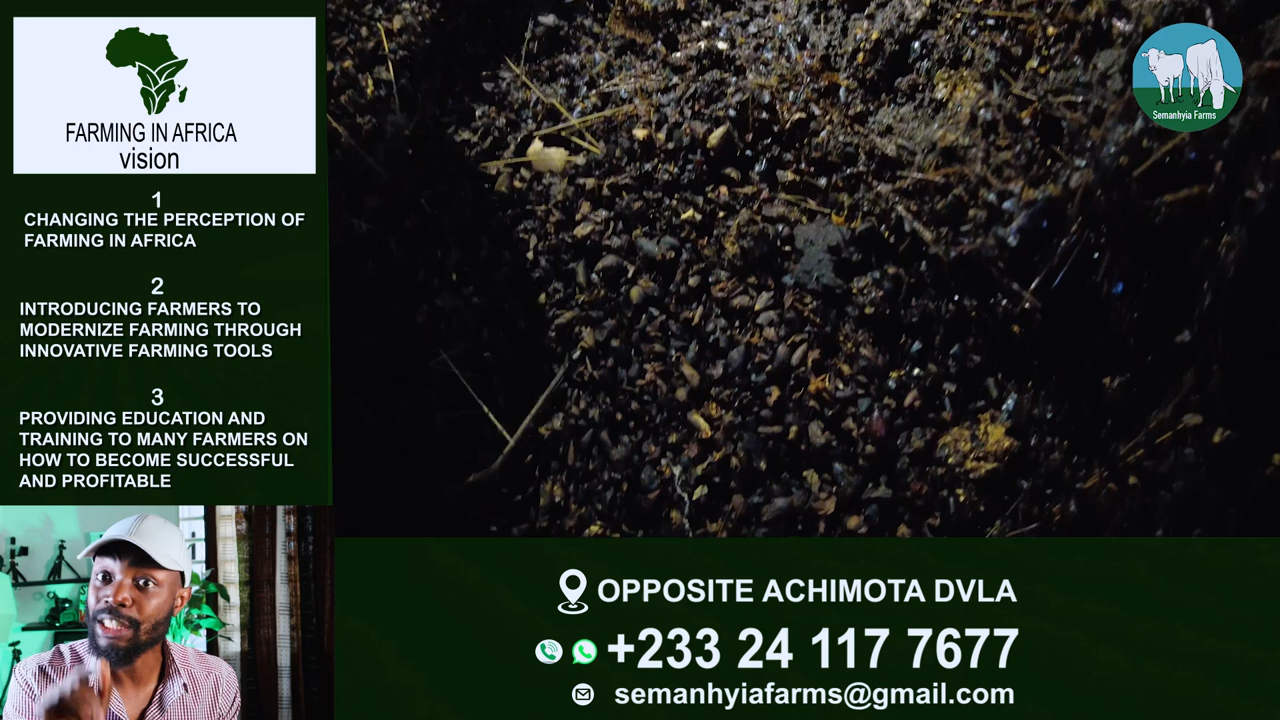 FARMING IN AFRICA
vision
1
CHANGING THE PERCEPTION OF
FARMING IN AFRICA
2
INTRODUCING FARMERS TO
MODERNIZE FARMING THROUGH
INNOVATIVE FARMING TOOLS
3
PROVIDING EDUCATION AND
TRAINING TO MANY FARMERS ON
HOW TO BECOME SUCCESSFUL
AND PROFITABLE
Semanhyia Farms
OPPOSITE ACHIMOTA DVLA
+233 24 117 7677
semanhyiafarms@gmail.com